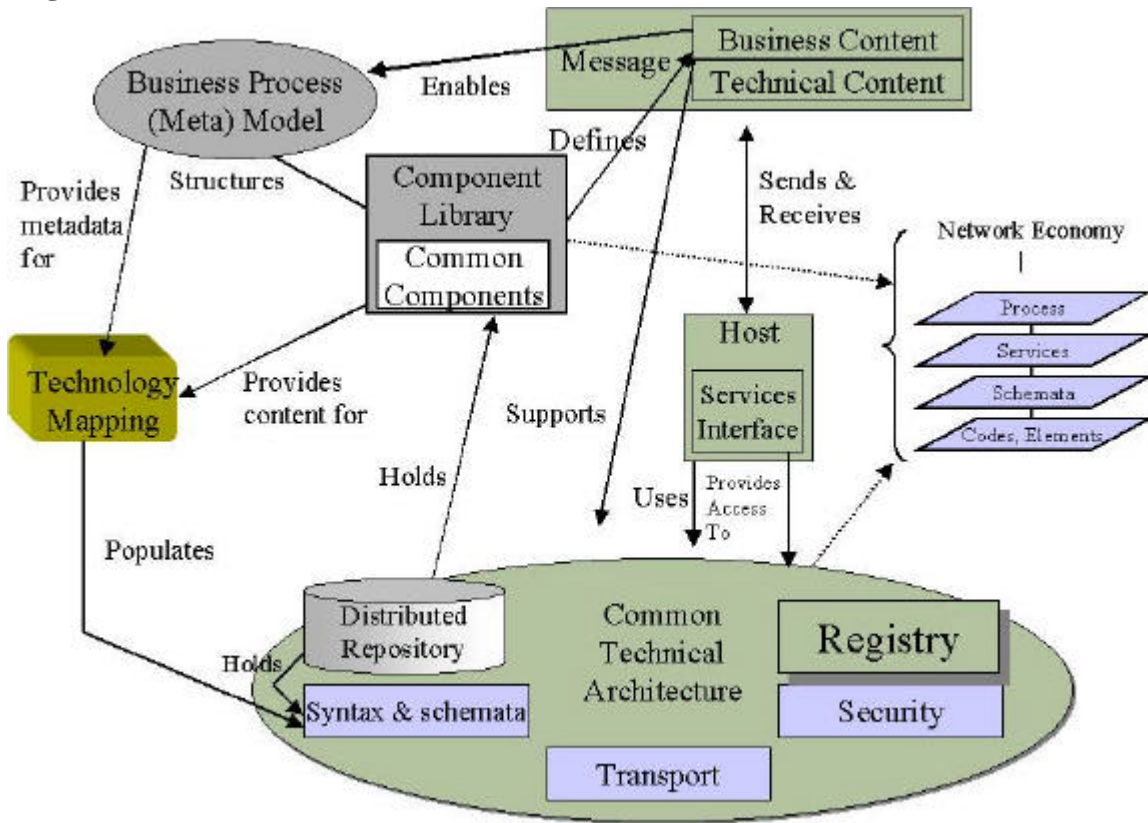 Business Content
Message
Technical Content
Business Process
(Meta) Model
Enables
Defines
Structures
Provides
metadata
for
Component
Library
Common
Components
Sends &
Receives
Network Economy
Process
Services
Schemata
Codes, Elements
Host
Services
Interface
Technology
Mapping
Provides
content for
Supports
Holds
Uses
Provides
Access
To
Populates
Distributed
Repository
Common
Technical
Architecture
Registry
Holds
Syntax & schemata
Security
Transport